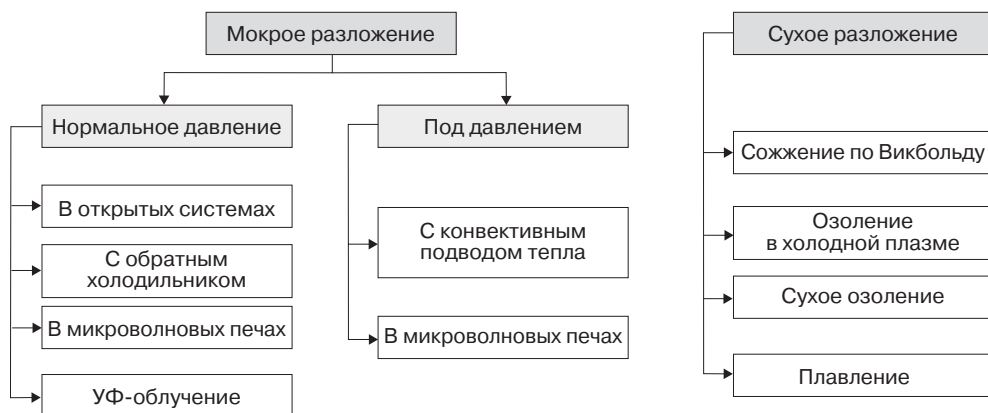 Мокрое разложение
Нормальное давление
В открытых системах
С обратным
холодильником
В микроволновых печах
УФ-облучение
Под давлением
С конвективным
подводом тепла
В микроволновых печах
Сухое разложение
Сожжение по Викбольду
Озоление
в холодной плазме
Сухое озоление
Плавление